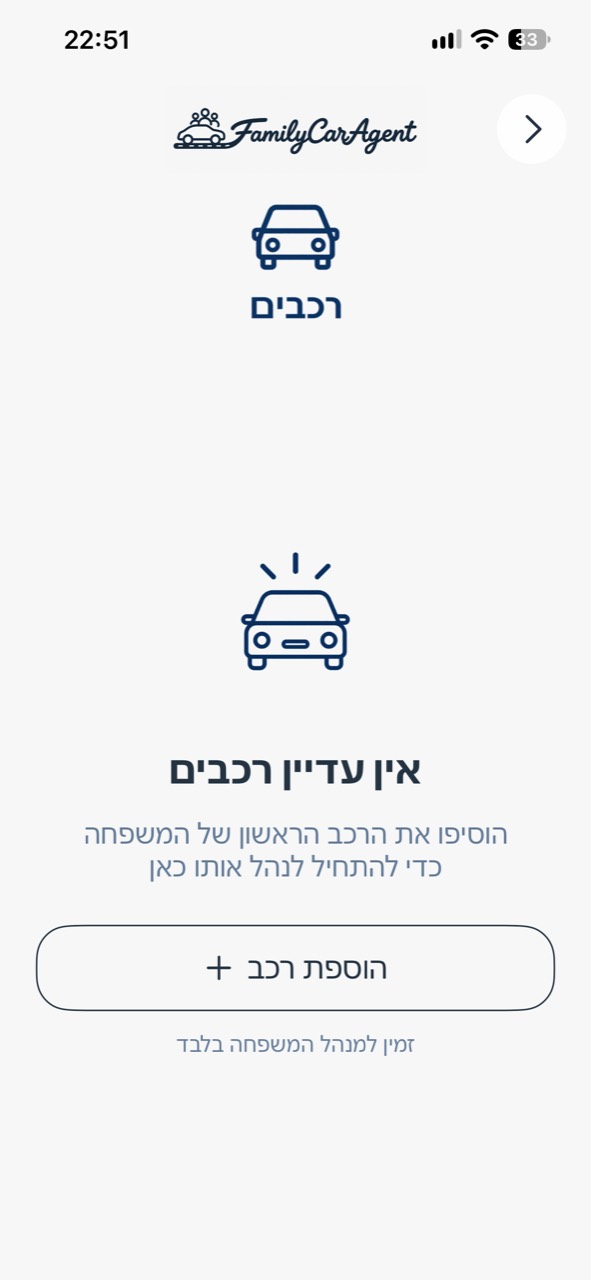 22:51
33
FamilyCarAgent
רכבים
אין עדיין רכבים
הוסיפו את הרכב הראשון של המשפחה
כדי להתחיל לנהל אותו כאן
הוספת רכב +
זמין למנהל המשפחה בלבד